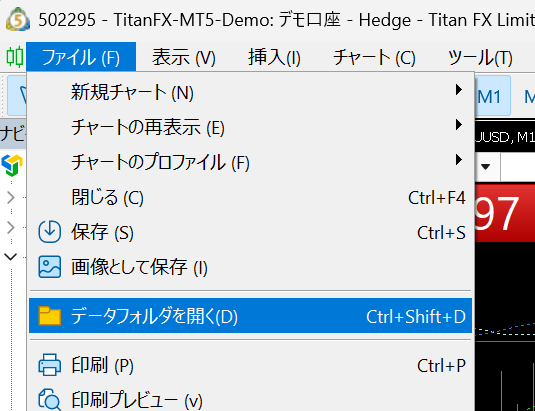 502295 - TitanFX-MT5-Demo: デモ口座 - Hedge - Titan FX Limit
ファイル (F) 表示 (V) 挿入(I) チャート (C) ツール(T)
新規チャート (N)
M1 M
チャートの再表示 (E)
ナビ
UUSD, M1
チャートのプロファイル (F)
閉じる (C) Ctrl+F4
97
保存 (S) Ctrl+S
画像として保存 (I)
データフォルダを開く(D) Ctrl+Shift+D
印刷 (P) Ctrl+P
印刷プレビュー (v)